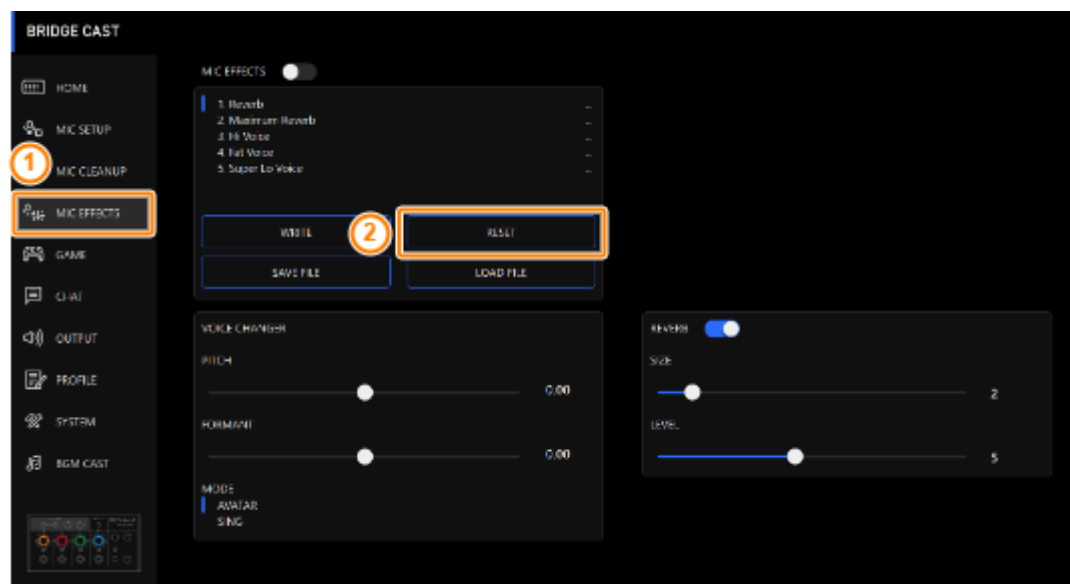 BRIDGE CAST
HOME
MIC SETUP
1
MIC CLEANUP
MIC EFFECTS
GAME
CHAT
OUTPUT
PROFILE
SYSTEM
BGM CAST
MIC EFFECTS
1. Reverb
2. Maximum Reverb
3. Hi Voice
4. Fat Voice
5. Super Lo Voice
WRITE
2
RESET
SAVE FILE
LOAD FILE
VOICE CHANGER
PITCH
0.00
FORMANT
0.00
MODE
AVATAR
SING
REVERB
SIZE
2
LEVEL
5